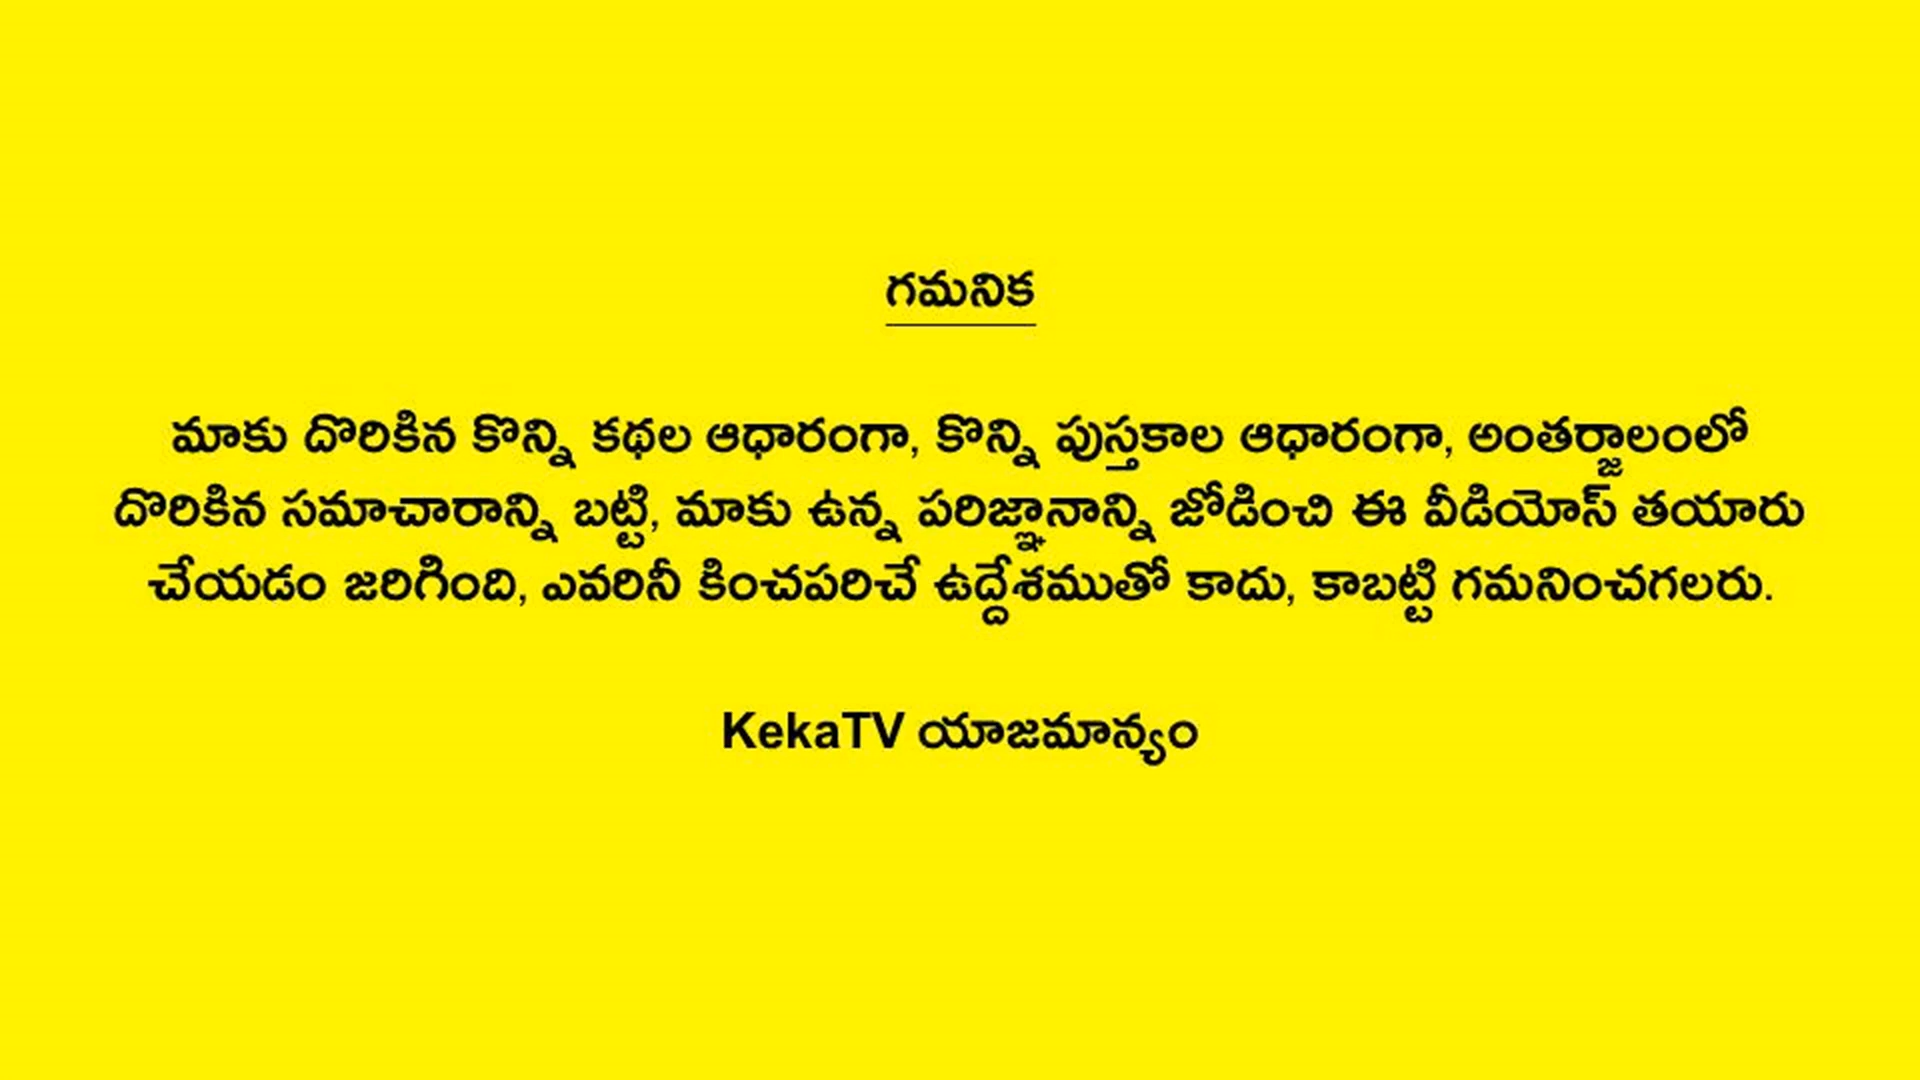 గమనిక
మాకు దొరికిన కొన్ని కథల ఆధారంగా, కొన్ని పుస్తకాల ఆధారంగా, అంతర్జాలంలో
దొరికిన సమాచారాన్ని బట్టి, మాకు ఉన్న పరిజ్ఞానాన్ని జోడించి ఈ వీడియోస్ తయారు
చేయడం జరిగింది, ఎవరినీ కించపరిచే ఉద్దేశముతో కాదు, కాబట్టి గమనించగలరు.
KekaTV యాజమాన్యం